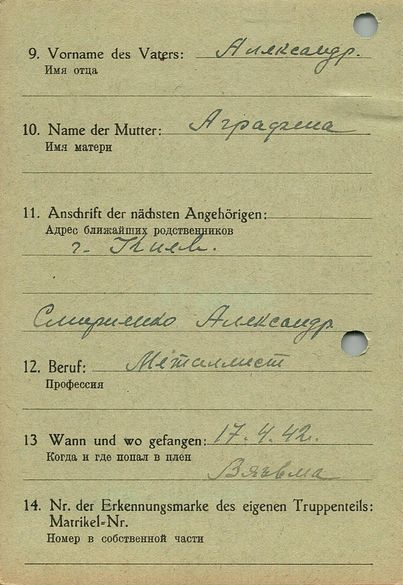 9. Vorname des Vaters: Александр.
Имя отца
10. Name der Mutter: Аграфена
Имя матери
11. Anschrift der nächsten Angehörigen:
Адрес ближайших родственников
г. Киев.
Александр
12. Beruf: Металлист
Профессия
13 Wann und wo gefangen: 17.4.42.
Когда и где попал в плен
Вязьма
14. Nr. der Erkennungsmarke des eigenen Truppenteils:
Matrikel-Nr.
Номер в собственной части